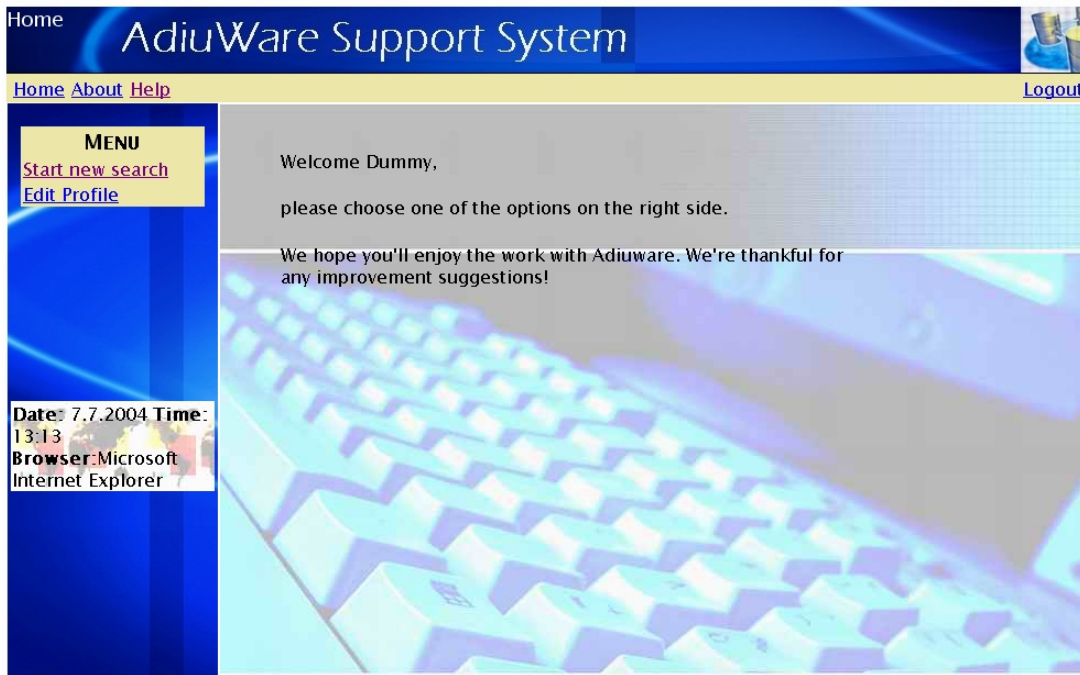 Home
AdiuWare Support System
Home About Help
Logout
MENU
Start new search
Edit Profile
Welcome Dummy,
please choose one of the options on the right side.
We hope you'll enjoy the work with Adiuware. We're thankful for
any improvement suggestions!
Date: 7.7.2004 Time:
13:13
Browser:Microsoft
Internet Explorer